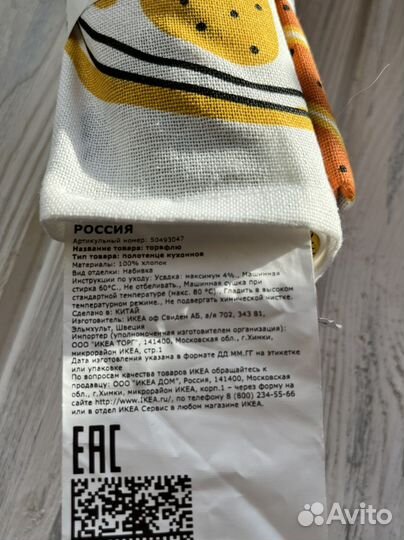 РОССИЯ
Артикульный номер: 50493047
Название товара: торвфлю
Тип товара: полотенце кухонное
Материалы: 100% хлопок
Вид отделки: Набивка
Инструкции по уходу: Усадка: максимум 4%., Машинная
стирка 60°C., Не отбеливать., Машинная сушка при
стандартной температуре (макс. 80 °C)., Гладить в высоком
температурном режиме., Не подвергать химической чистке.
Сделано в: КИТАЙ
Изготовитель: ИКЕА оф Свиден АБ, а/я 702, 343 81,
Эльмхульт, Швеция
Импортер (уполномоченная изготовителем организация):
ООО "ИКЕА ТОРГ", 141400, Московская обл., г.Химки,
микрорайон ИКЕА, стр.1
Дата изготовления указана в формате ДД.ММ.ГГ на этикетке
или упаковке
По вопросам качества товаров ИКЕА обращайтесь к
продавцу: ООО "ИКЕА ДОМ", Россия, 141400, Московская
обл., г.Химки, микрорайон ИКЕА, корп.1 – через форму на
сайте http://www.IKEA.ru/, по телефону 8 (800) 234-55-66
или в отдел ИКЕА Сервис в любом магазине ИКЕА.
EAC
Avito